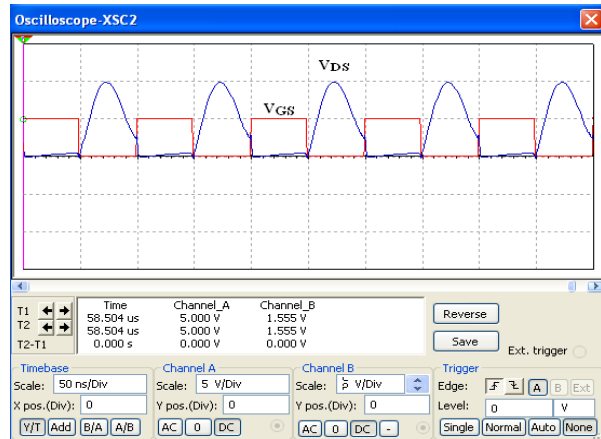 Oscilloscope-XSC2
VDS
VGS
T1
T2
T2-T1
Time Channel_A Channel_B
58.504 us 5.000 V 1.555 V
58.504 us 5.000 V 1.555 V
0.000 s 0.000 V 0.000 V
Reverse
Save
Ext. trigger
Timebase
Scale: 50 ns/Div
X pos.(Div): 0
Y/T Add B/A A/B
Channel A
Scale: 5 V/Div
Y pos.(Div): 0
AC 0 DC
Channel B
Scale: V/Div
Y pos.(Div): 0
AC 0 DC -
Trigger
Edge: A B Ext
Level: 0 V
Single Normal Auto None